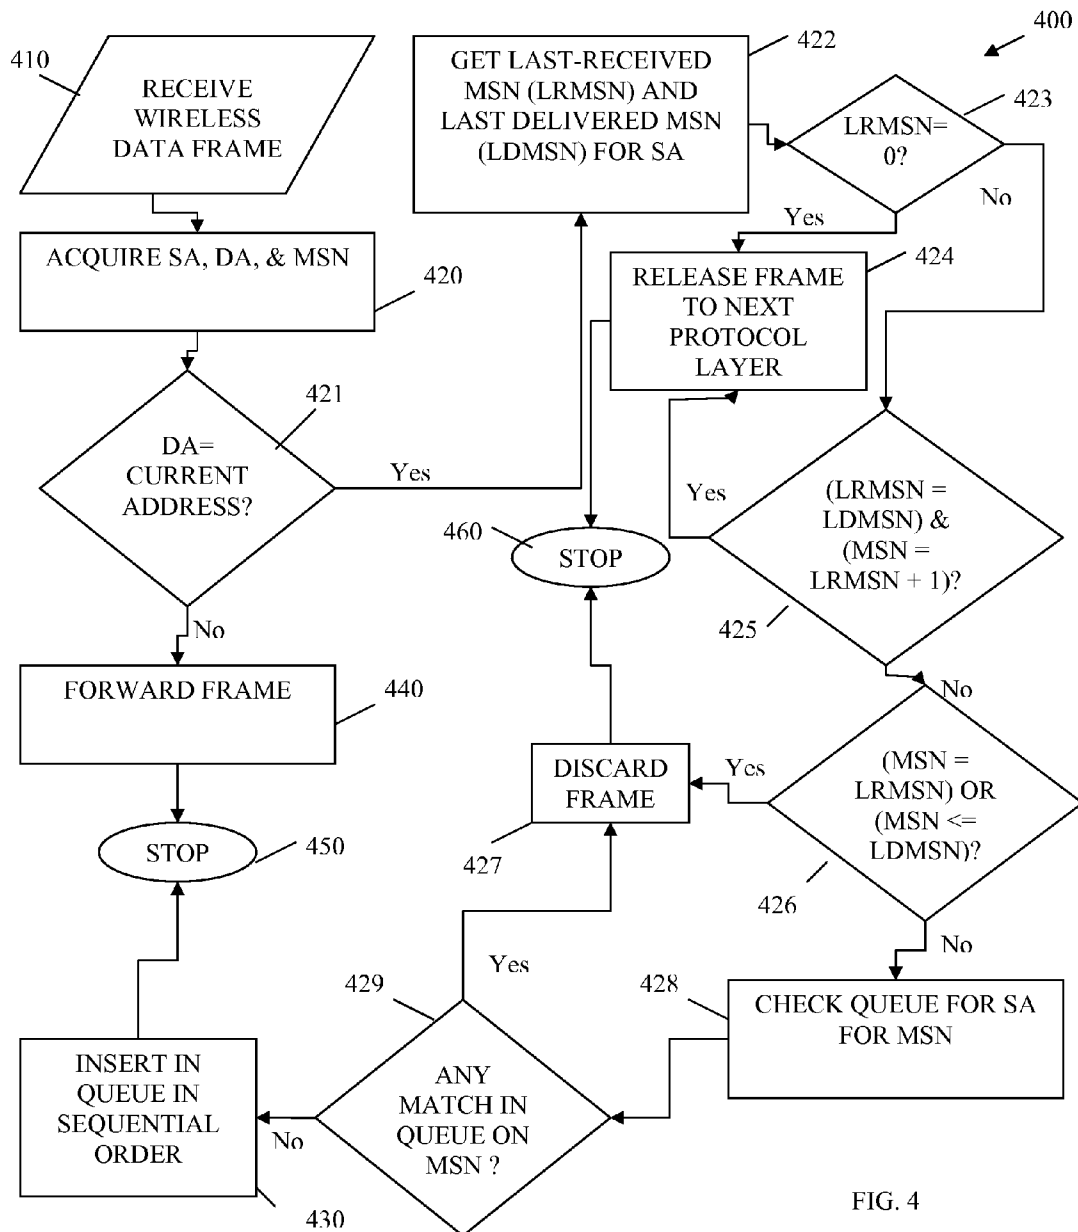 410
RECEIVE
WIRELESS
DATA FRAME
ACQUIRE SA, DA, & MSN
420
421
DA=
CURRENT
ADDRESS?
Yes
No
FORWARD FRAME
440
STOP
450
422
GET LAST-RECEIVED
MSN (LRMSN) AND
LAST DELIVERED MSN
(LDMSN) FOR SA
400
423
LRMSN=
0?
No
Yes
424
RELEASE FRAME
TO NEXT
PROTOCOL
LAYER
Yes
(LRMSN =
LDMSN) &
(MSN =
LRMSN + 1)?
425
No
460
STOP
(MSN =
LRMSN) OR
(MSN <=
LDMSN)?
426
Yes
DISCARD
FRAME
427
No
428
CHECK QUEUE FOR SA
FOR MSN
429
Yes
ANY
MATCH IN
QUEUE ON
MSN ?
No
INSERT IN
QUEUE IN
SEQUENTIAL
ORDER
430
FIG. 4